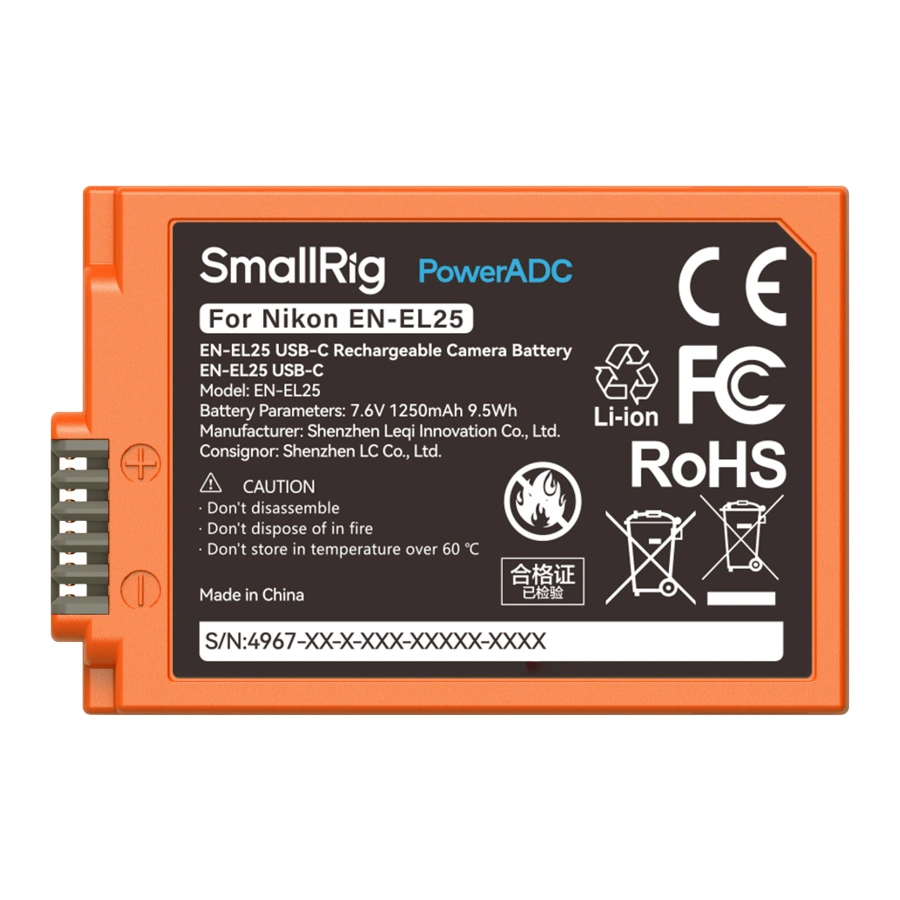 SmallRig PowerADC
For Nikon EN-EL25
EN-EL25 USB-C Rechargeable Camera Battery
EN-EL25 USB-C
Model: EN-EL25
Battery Parameters: 7.6V 1250mAh 9.5Wh
Manufacturer: Shenzhen Leqi Innovation Co., Ltd.
Consignor: Shenzhen LC Co., Ltd.
CAUTION
· Don't disassemble
· Don't dispose of in fire
· Don't store in temperature over 60 ℃
Made in China
S/N:4967-XX-X-XXX-XXXXX-XXXX
CE
Li-ion
FC
RoHS
合格证
已检验
+
−